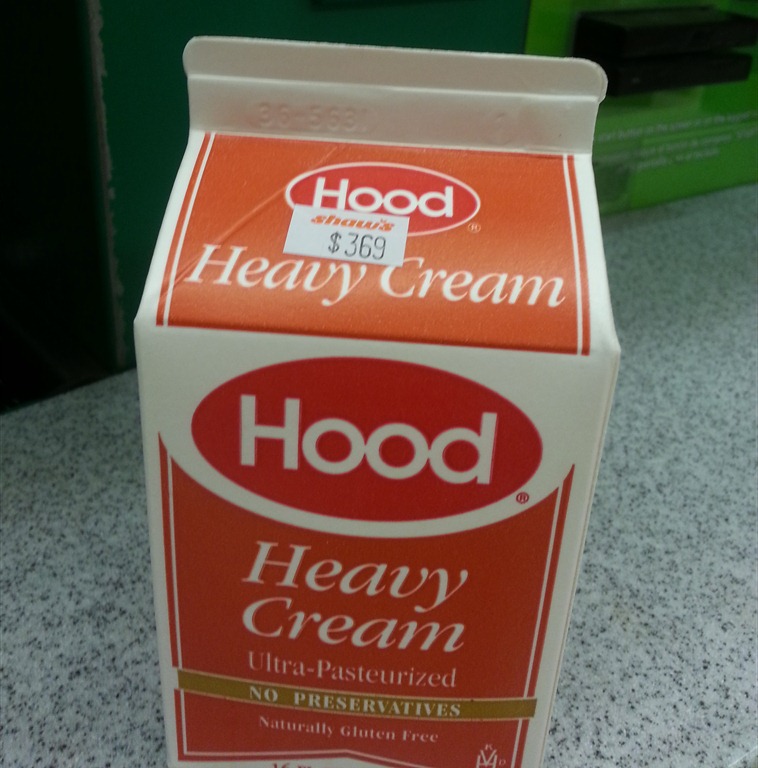 Hood
®
shaw's
$369
Heavy Cream
Hood
®
Heavy
Cream
Ultra-Pasteurized
NO PRESERVATIVES
Naturally Gluten Free